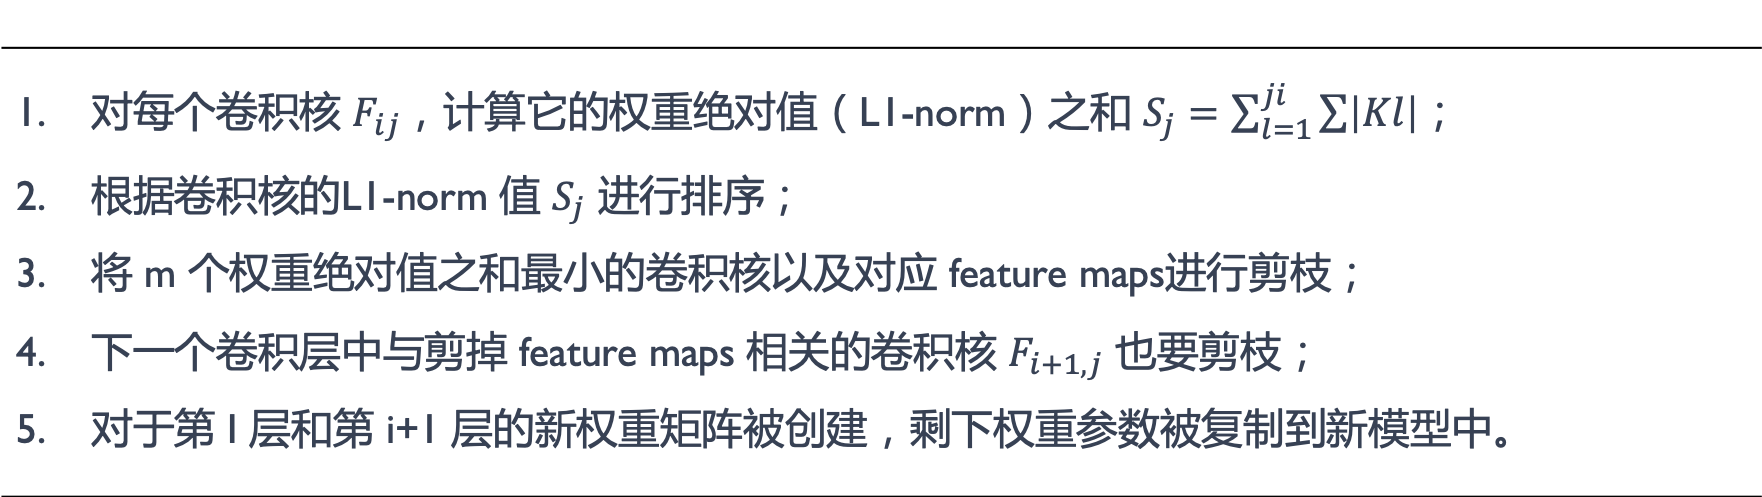 1. 对每个卷积核 $F_{ij}$，计算它的权重绝对值（L1-norm）之和 $S_j = \sum_{l=1}^{ji} \sum |Kl|$；
2. 根据卷积核的L1-norm 值 $S_j$ 进行排序；
3. 将 m 个权重绝对值之和最小的卷积核以及对应 feature maps进行剪枝；
4. 下一个卷积层中与剪掉 feature maps 相关的卷积核 $F_{i+1,j}$ 也要剪枝；
5. 对于第 I 层和第 i+1 层的新权重矩阵被创建，剩下权重参数被复制到新模型中。